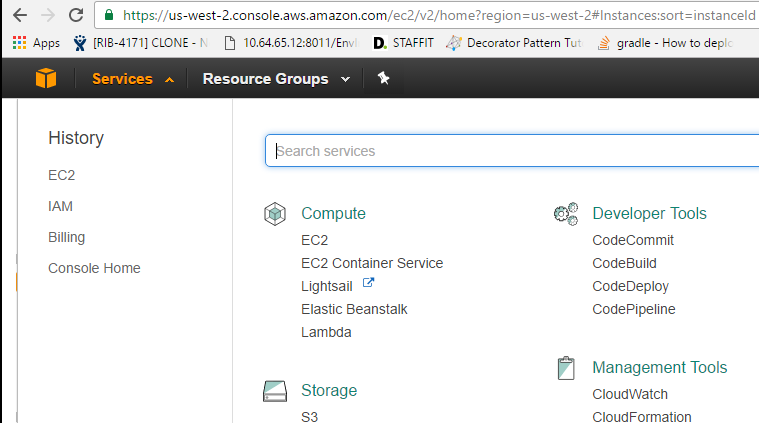 https://us-west-2.console.aws.amazon.com/ec2/v2/home?region=us-west-2#Instances:sort=instanceId
Apps [RIB-4171] CLONE - N 10.64.65.12:8011/Envi STAFFIT Decorator Pattern Tut gradle - How to deplo
Services Resource Groups
History
EC2
IAM
Billing
Console Home
Search services
Compute
EC2
EC2 Container Service
Lightsail
Elastic Beanstalk
Lambda
Storage
S3
Developer Tools
CodeCommit
CodeBuild
CodeDeploy
CodePipeline
Management Tools
CloudWatch
CloudFormation